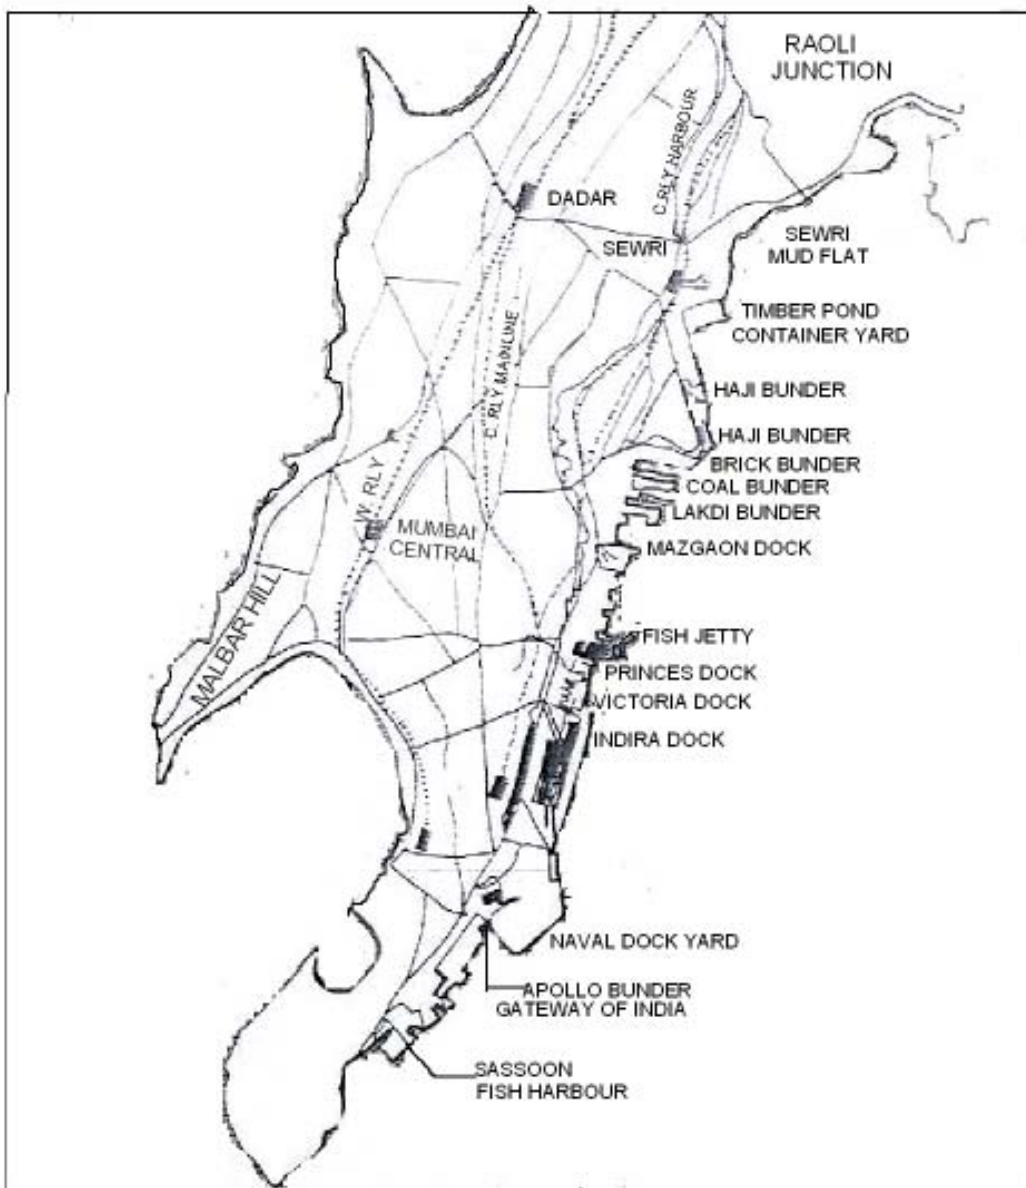 RAOLI
JUNCTION
C.RLY HARBOUR
DADAR
SEWRI
SEWRI
MUD FLAT
TIMBER POND
CONTAINER YARD
C. RLY MAINLINE
HAJI BUNDER
HAJI BUNDER
BRICK BUNDER
COAL BUNDER
LAKDI BUNDER
W. RLY
MUMBAI
CENTRAL
MAZGAON DOCK
MALBAR HILL
FISH JETTY
PRINCES DOCK
VICTORIA DOCK
INDIRA DOCK
NAVAL DOCK YARD
APOLLO BUNDER
GATEWAY OF INDIA
SASSOON
FISH HARBOUR